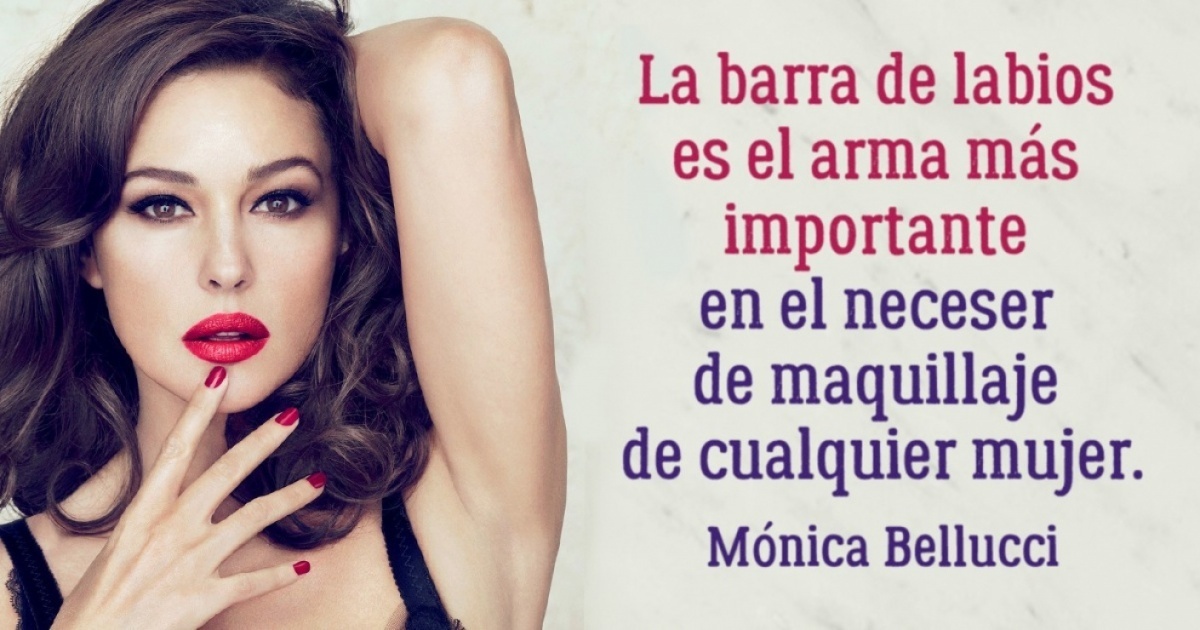 La barra de labios
es el arma más
importante
en el neceser
de maquillaje
de cualquier mujer.
Mónica Bellucci